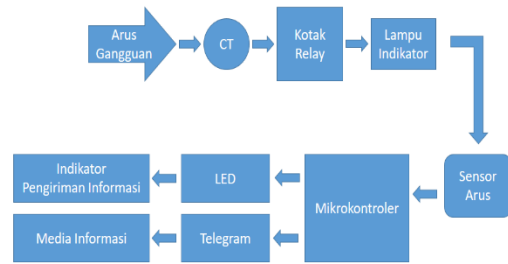 Arus
Gangguan
CT
Kotak
Relay
Lampu
Indikator
Sensor
Arus
Mikrokontroler
LED
Indikator
Pengiriman Informasi
Telegram
Media Informasi